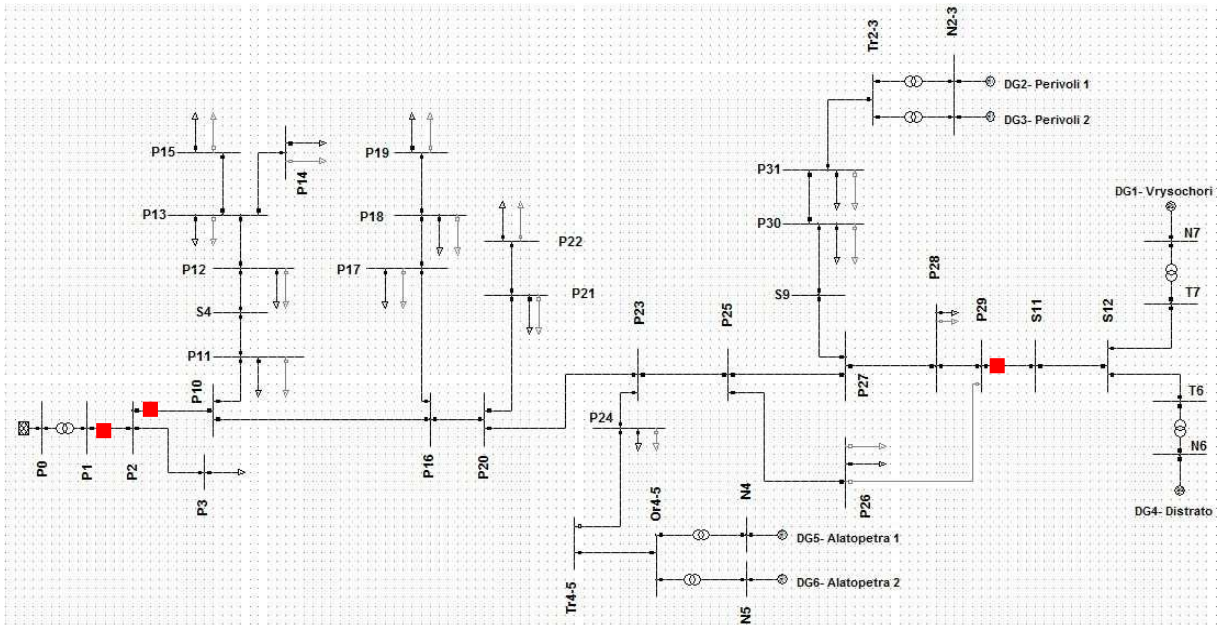 Tr2-3
N2-3
DG2- Perivoli 1
DG3- Perivoli 2
P15
P14
P19
P31
DG1- Vrysochori
P13
P18
P30
P22
N7
P12
P17
P28
P21
S9
P29
S11
S12
T7
P23
P25
S4
P11
P10
P27
P24
T6
N6
P0
P1
P2
P3
P16
P20
Or4-5
N4
P26
DG4- Distrato
DG5- Alatopetra 1
Tr4-5
DG6- Alatopetra 2
N5